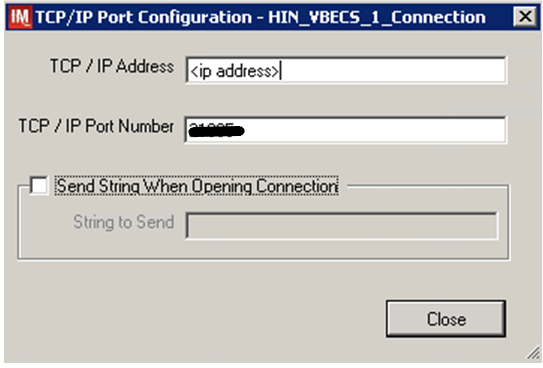 IM TCP/IP Port Configuration - HIN_VBECS_1_Connection
TCP / IP Address <ip address>
TCP / IP Port Number
Send String When Opening Connection
String to Send
Close